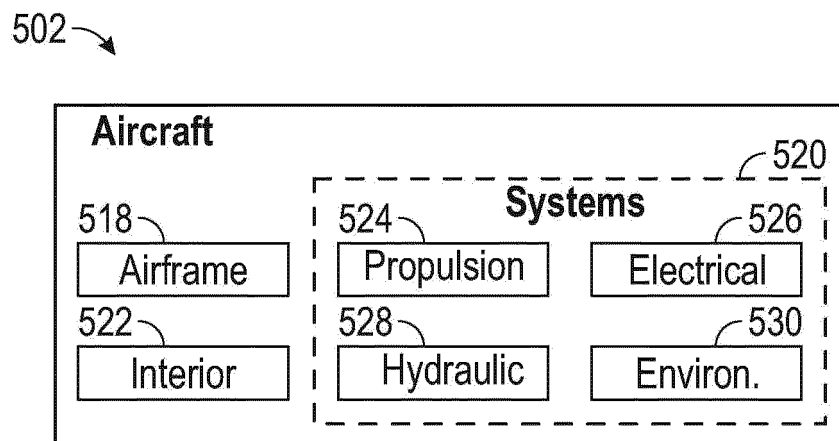 502
Aircraft
520
Systems
518
524
526
Airframe
Propulsion
Electrical
522
528
530
Interior
Hydraulic
Environ.